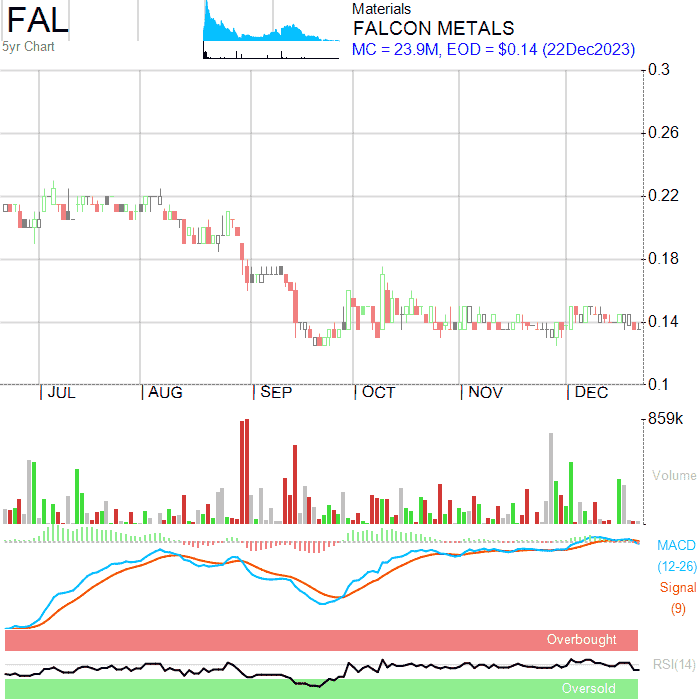 FAL
5yr Chart
Materials
FALCON METALS
MC = 23.9M, EOD = $0.14 (22Dec2023)
0.3
0.26
0.22
0.18
0.14
0.1
JUL AUG SEP OCT NOV DEC
859k
Volume
MACD
(12-26)
Signal
(9)
Overbought
RSI(14)
Oversold